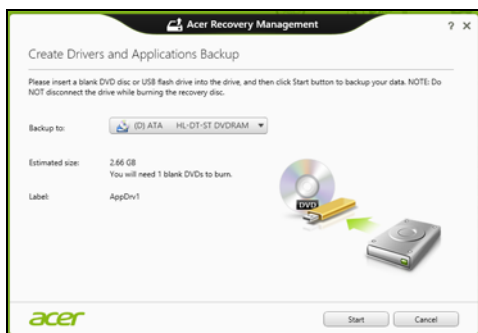 Acer Recovery Management
? ×
Create Drivers and Applications Backup
Please insert a blank DVD disc or USB flash drive into the drive, and then click Start button to backup your data. NOTE: Do
NOT disconnect the drive while burning the recovery disc.
Backup to: (D) ATA HL-DT-ST DVDRAM
Estimated size: 2.66 GB
You will need 1 blank DVDs to burn.
Label: AppDrv1
DVD
acer Start Cancel